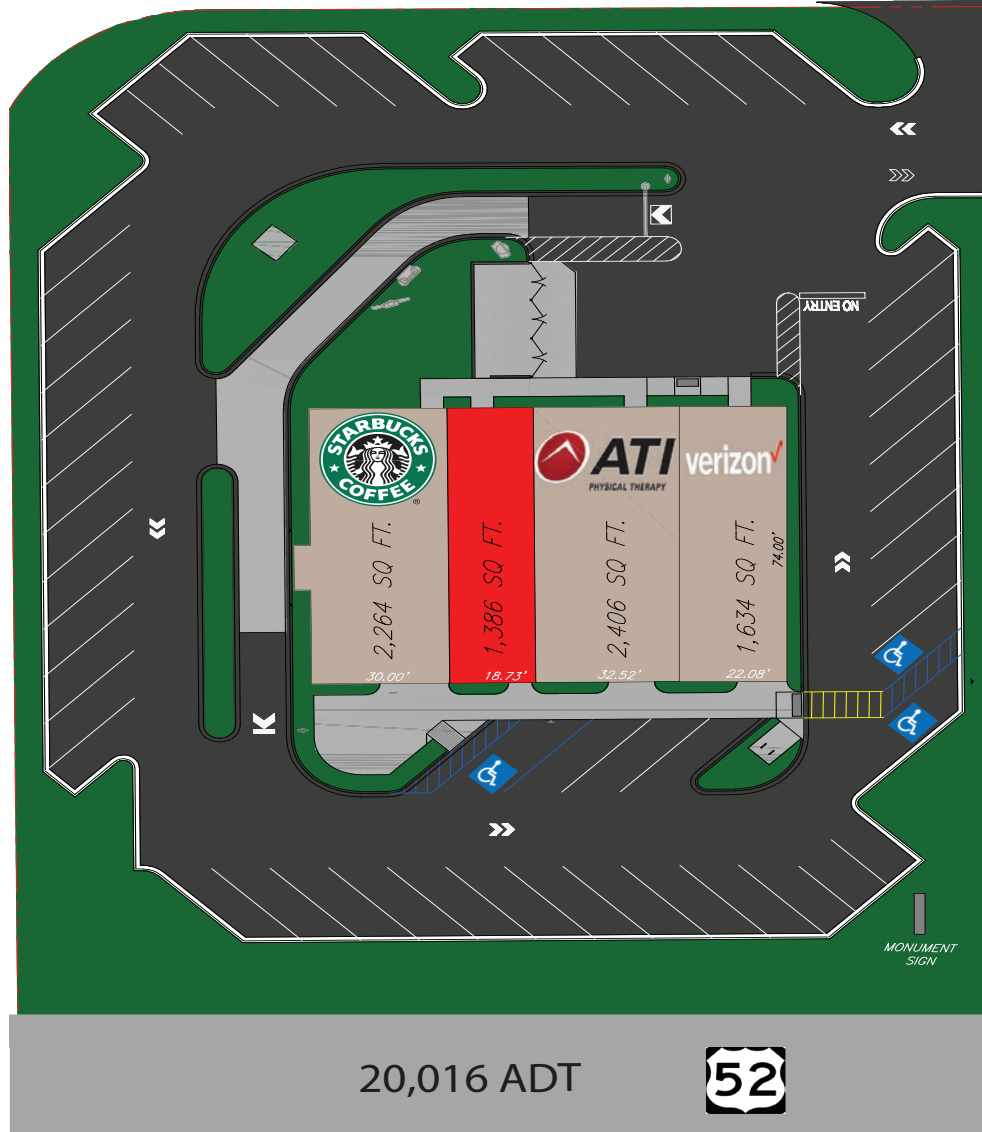 NO ENTRY
STARBUCKS
COFFEE
®
ATI
PHYSICAL THERAPY
verizon
2,264 SQ FT.
1,386 SQ FT.
2,406 SQ FT.
1,634 SQ FT.
74.00'
30.00'
18.73'
32.52'
22.08'
MONUMENT
SIGN
20,016 ADT
52